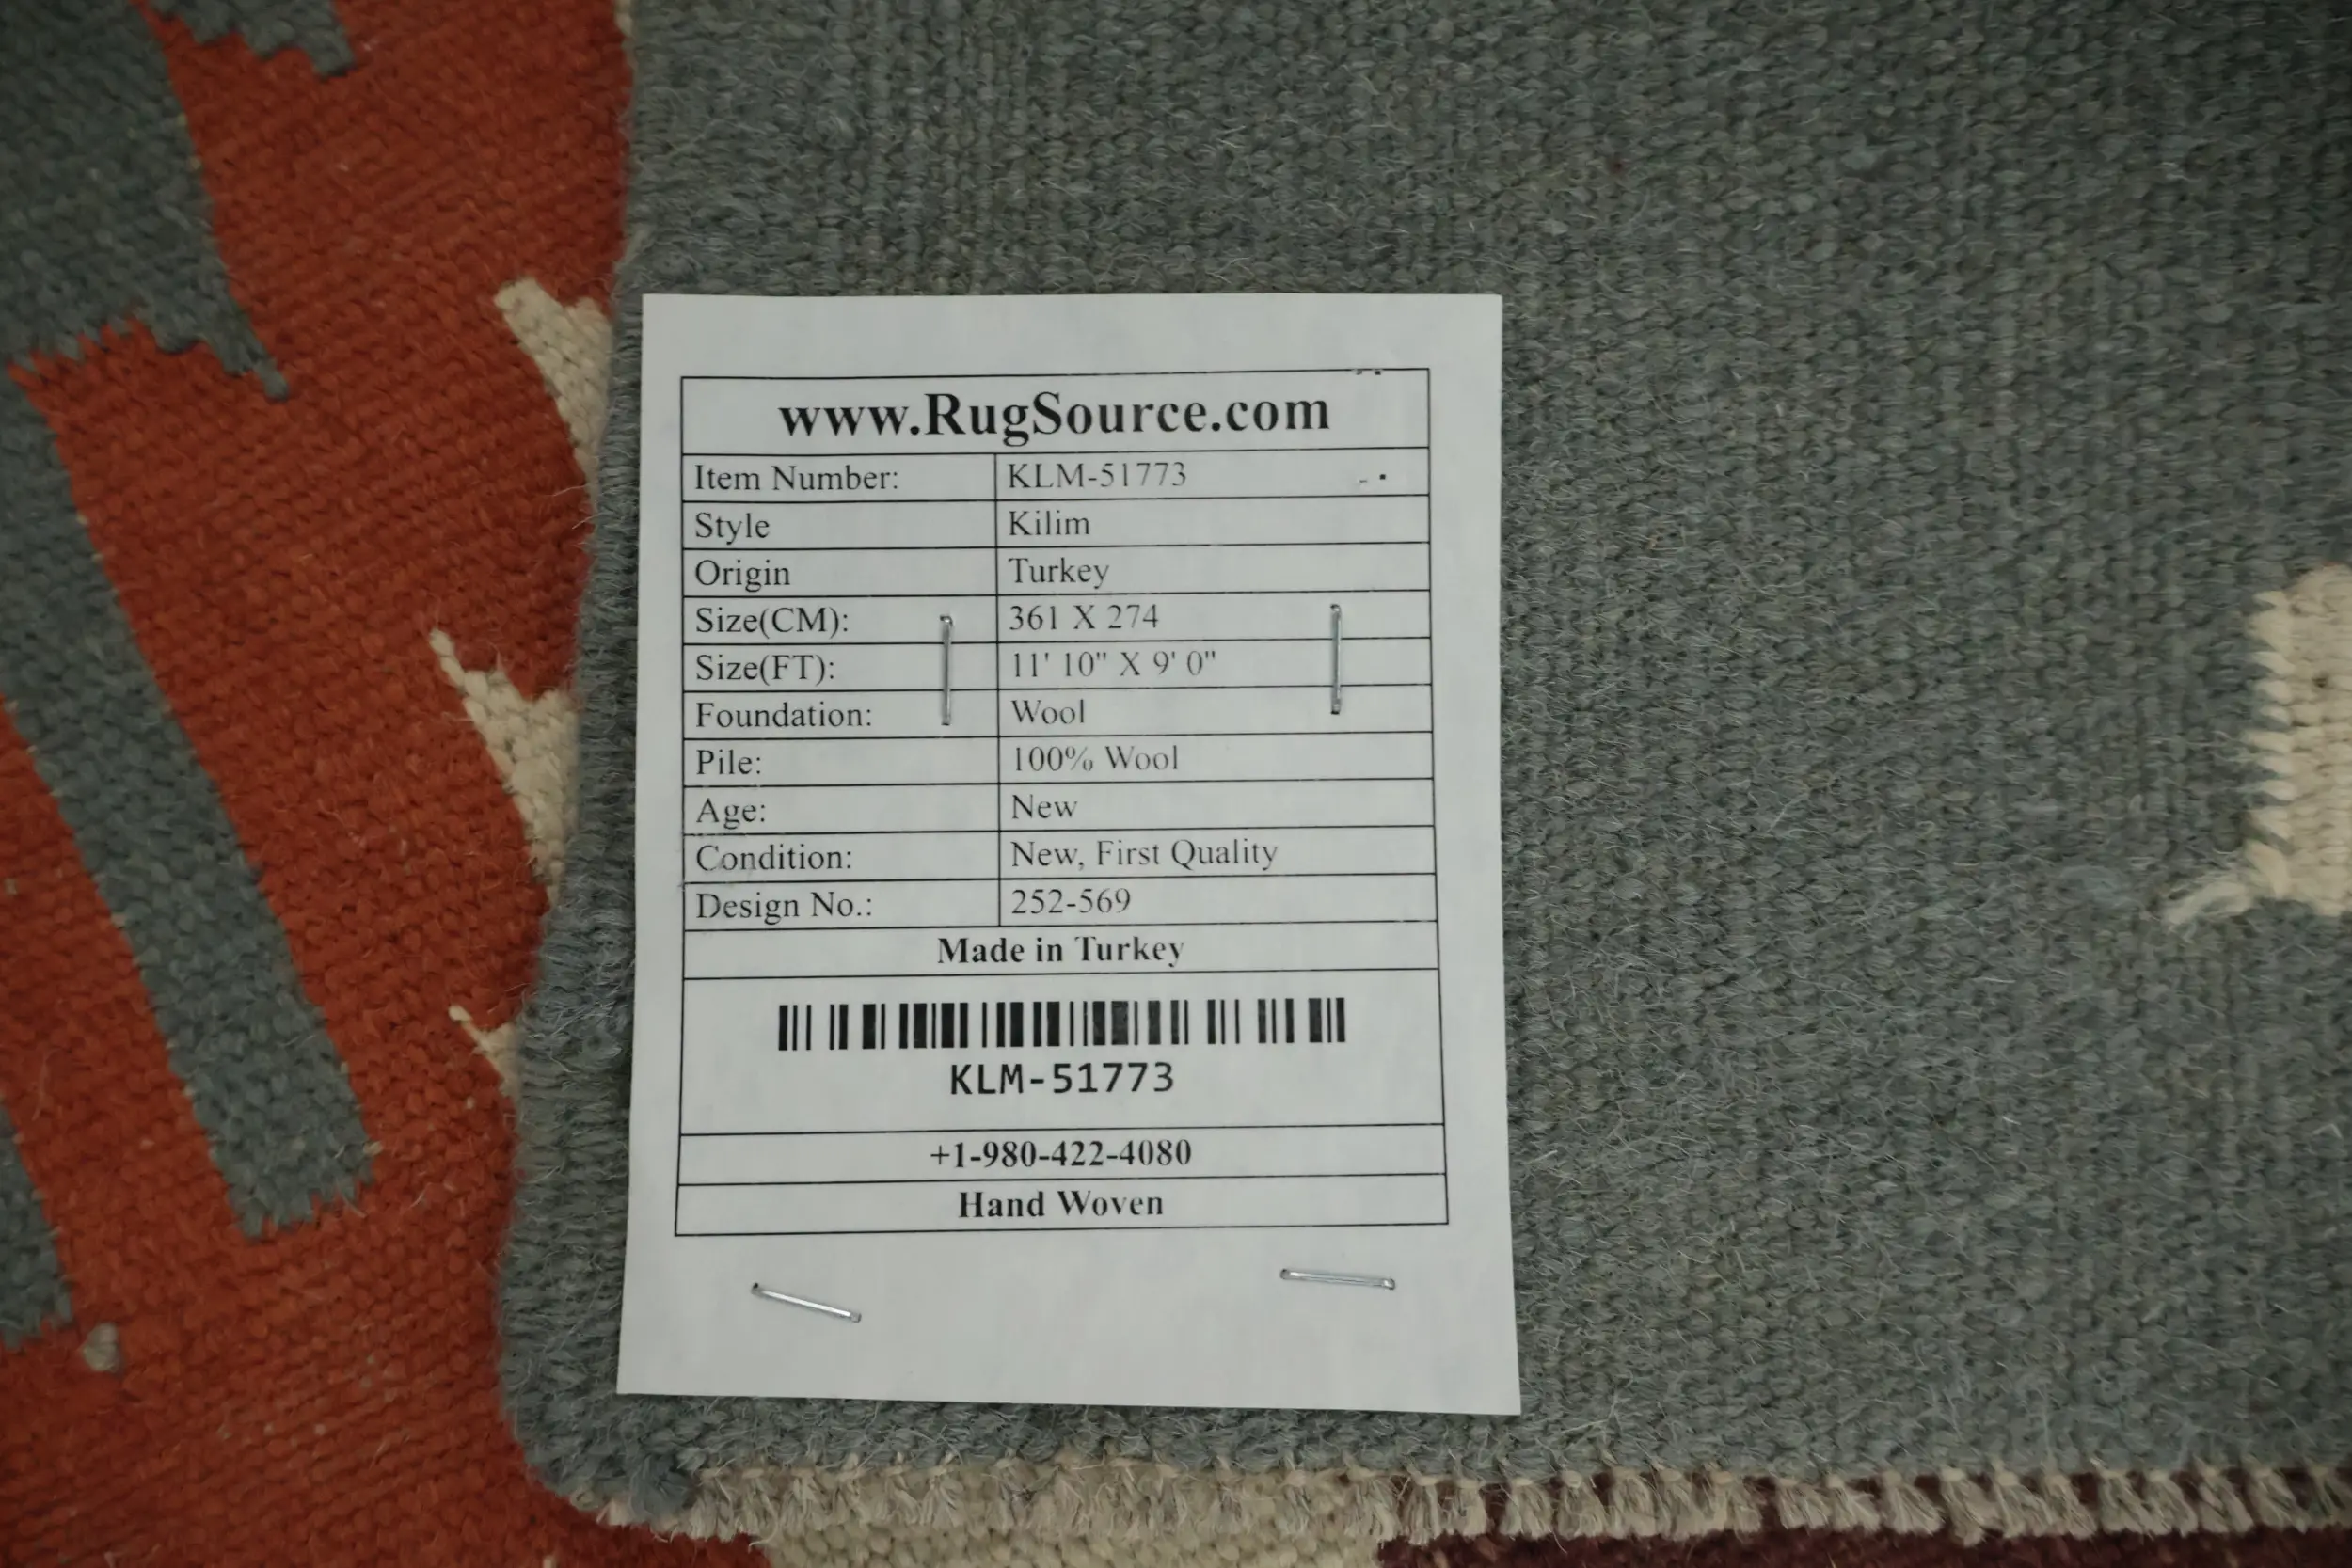 www.RugSource.com
Item Number: KLM-51773
Style Kilim
Origin Turkey
Size(CM): 361 X 274
Size(FT): 11' 10" X 9' 0"
Foundation: Wool
Pile: 100% Wool
Age: New
Condition: New, First Quality
Design No.: 252-569
Made in Turkey
KLM-51773
+1-980-422-4080
Hand Woven